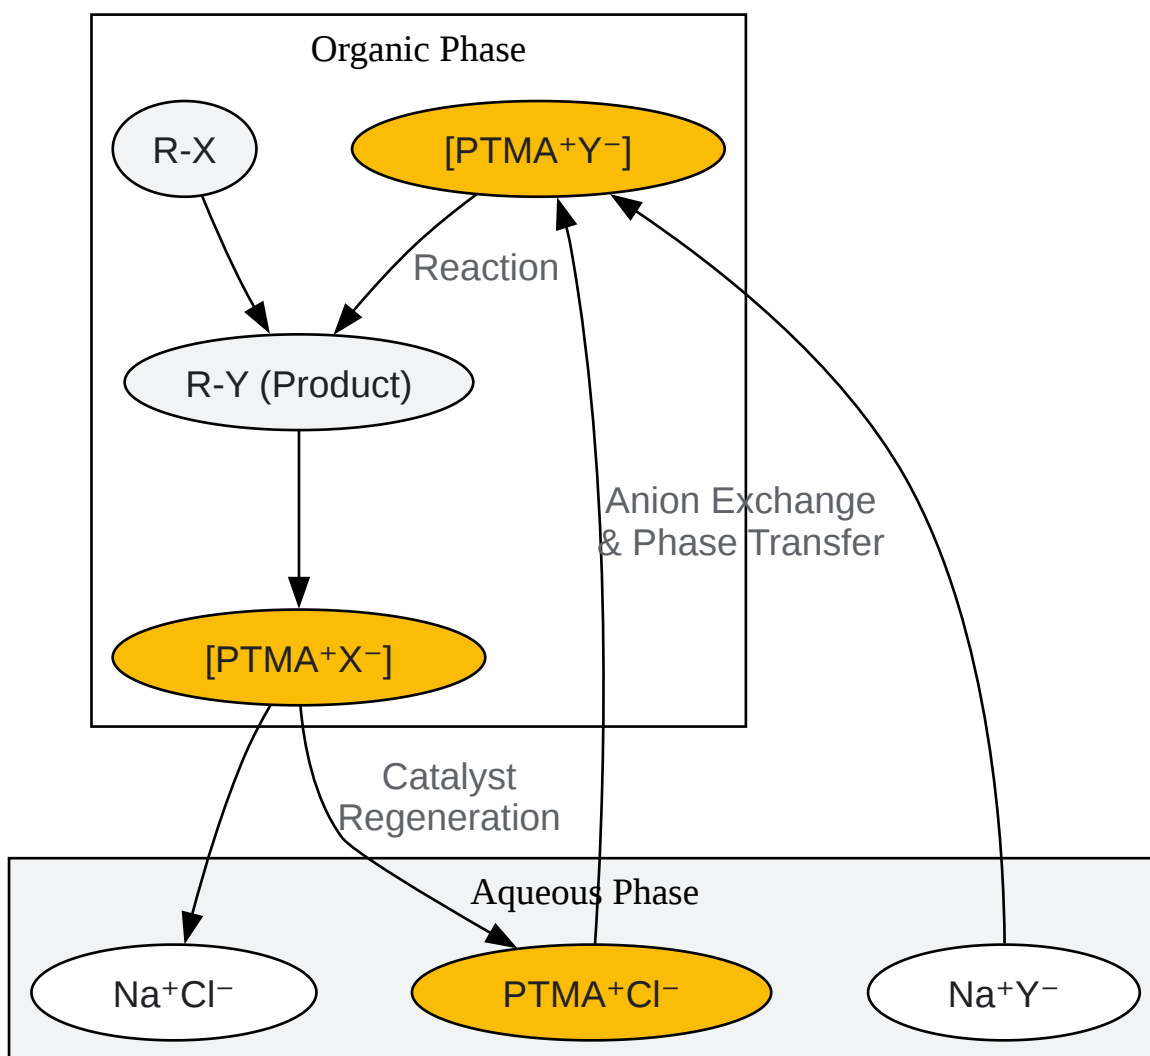 Organic Phase
R-X
[PTMA⁺Y⁻]
Reaction
R-Y (Product)
Anion Exchange
& Phase Transfer
[PTMA⁺X⁻]
Catalyst
Regeneration
Aqueous Phase
Na⁺Cl⁻
PTMA⁺Cl⁻
Na⁺Y⁻